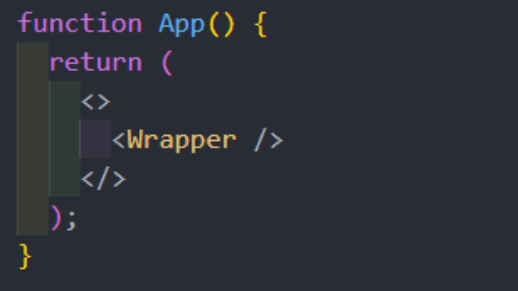 function App() {
  return (
    <>
      <Wrapper />
    </>
  );
}